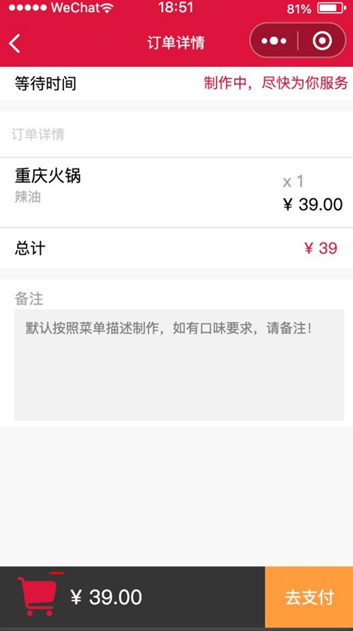 WeChat 18:51 81%
订单详情
等待时间 制作中，尽快为你服务
订单详情
重庆火锅
辣油 x 1
¥ 39.00
总计 ¥ 39
备注
默认按照菜单描述制作，如有口味要求，请备注！
¥ 39.00 去支付